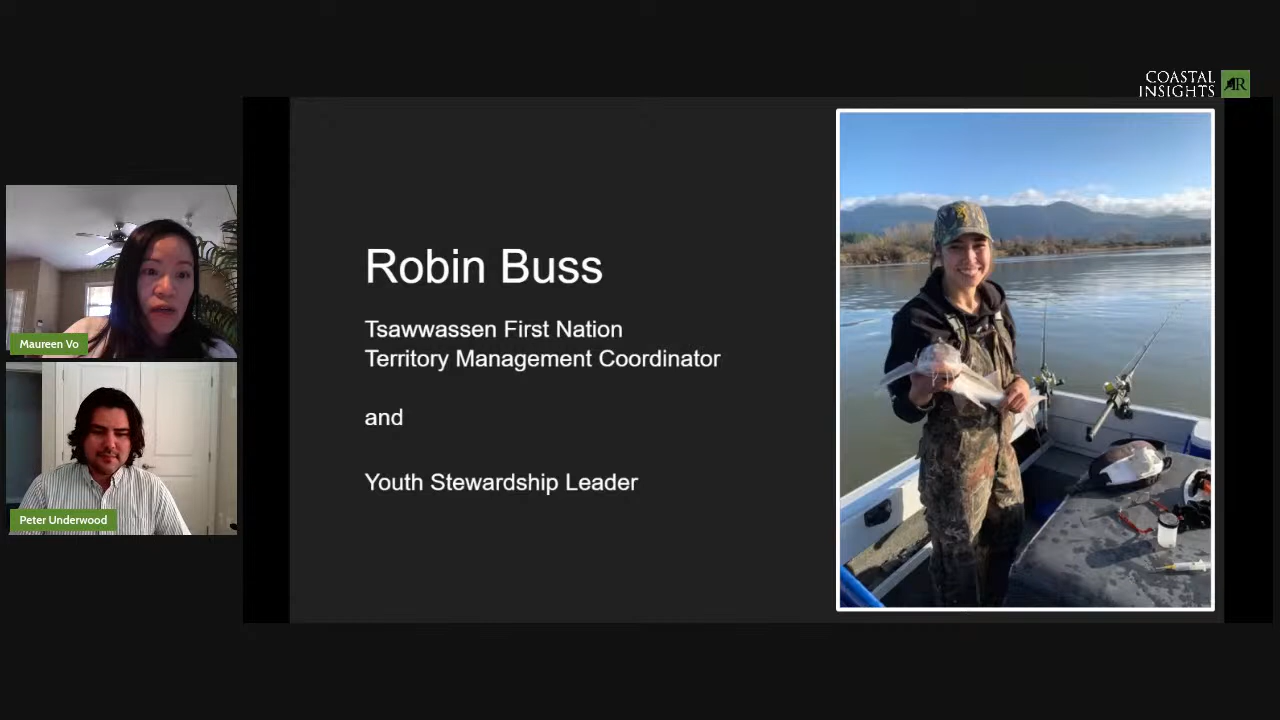 COASTAL
INSIGHTS
Robin Buss
Tsawwassen First Nation
Territory Management Coordinator
and
Youth Stewardship Leader
Maureen Vo
Peter Underwood